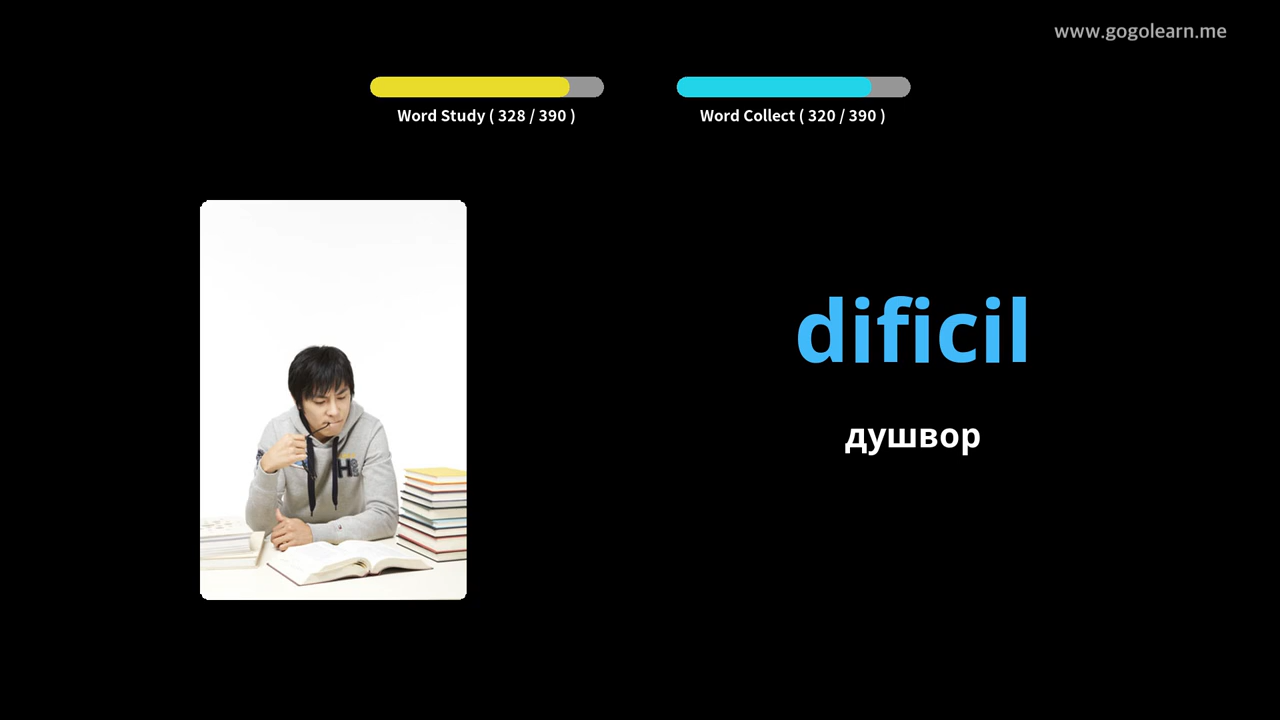 www.gogolearn.me
Word Study ( 328 / 390 )
Word Collect ( 320 / 390 )
dificil
душвор
H